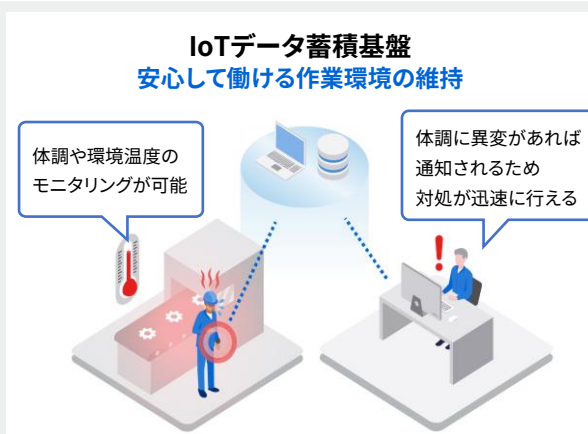 IoTデータ蓄積基盤
安心して働ける作業環境の維持
体調や環境温度の
モニタリングが可能
体調に異変があれば
通知されるため
対処が迅速に行える